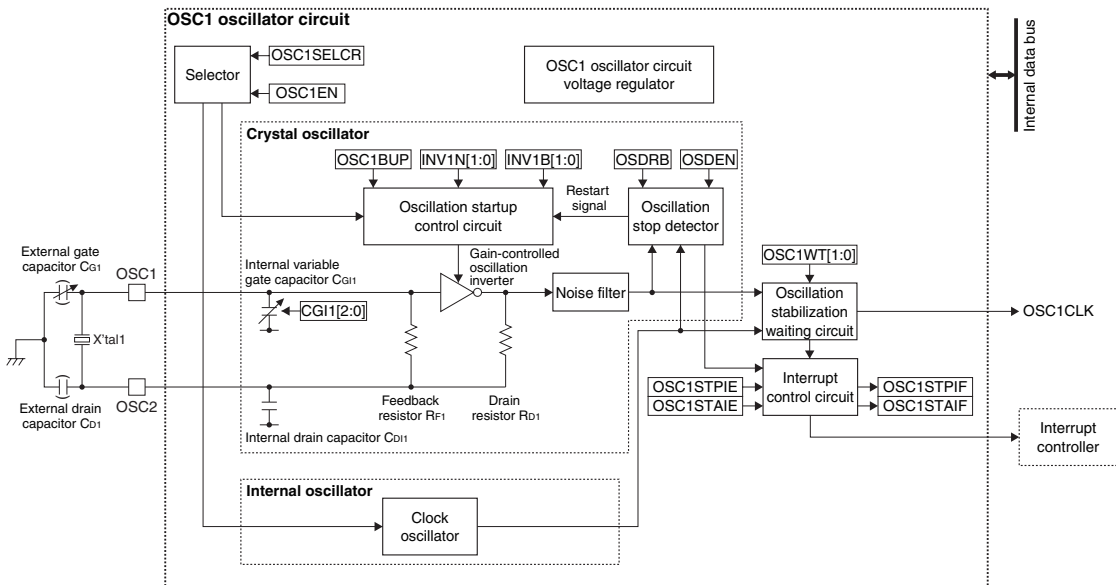 OSC1 oscillator circuit
Internal data bus
Selector
OSC1SELCR
OSC1EN
OSC1 oscillator circuit
voltage regulator
Crystal oscillator
OSC1BUP
INV1N[1:0]
INV1B[1:0]
OSDRB
OSDEN
Oscillation startup
control circuit
Restart
signal
Oscillation
stop detector
External gate
capacitor CG1
OSC1
Internal variable
gate capacitor CGI1
Gain-controlled
oscillation
inverter
OSC1WT[1:0]
CGI1[2:0]
Noise filter
Oscillation
stabilization
waiting circuit
OSC1CLK
X'tal1
External drain
capacitor CD1
OSC2
Feedback
resistor RF1
Drain
resistor RD1
Internal drain capacitor CDI1
OSC1STPIE
OSC1STAIE
Interrupt
control circuit
OSC1STPIF
OSC1STAIF
Interrupt
controller
Internal oscillator
Clock
oscillator